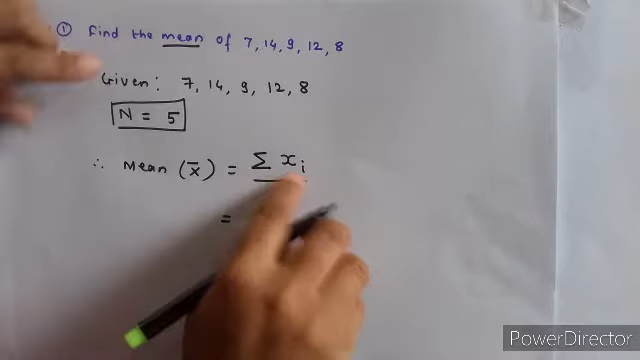 ① Find the mean of 7, 14, 9, 12, 8
Given: 7, 14, 9, 12, 8
N = 5
∴ Mean (x̄) = Σ xi
=
PowerDirector